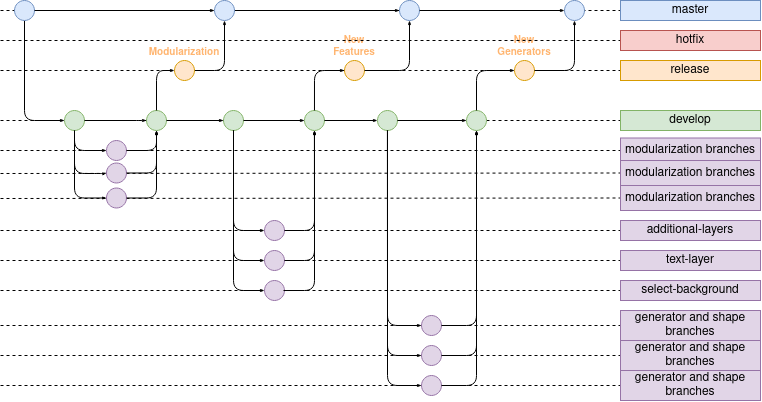 master
hotfix
New
Features
New
Generators
Modularization
release
develop
modularization branches
modularization branches
modularization branches
additional-layers
text-layer
select-background
generator and shape
branches
generator and shape
branches
generator and shape
branches